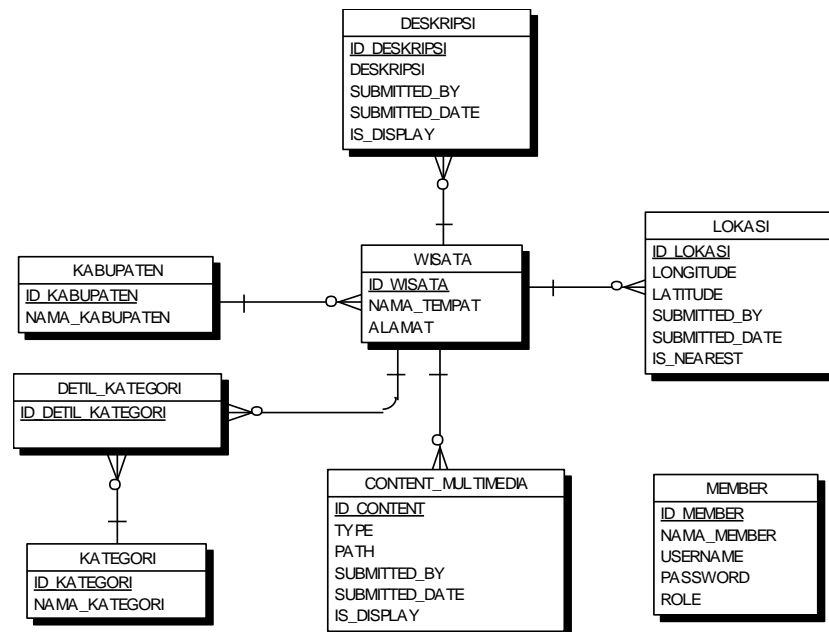 DESKRIPSI
ID_DESKRIPSI
DESKRIPSI
SUBMITTED_BY
SUBMITTED_DATE
IS_DISPLAY
KABUPATEN
ID_KABUPATEN
NAMA_KABUPATEN
WISATA
ID_WISATA
NAMA_TEMPAT
ALAMAT
LOKASI
ID_LOKASI
LONGITUDE
LATITUDE
SUBMITTED_BY
SUBMITTED_DATE
IS_NEAREST
DETIL_KATEGORI
ID_DETIL_KATEGORI
KATEGORI
ID_KATEGORI
NAMA_KATEGORI
CONTENT_MULTIMEDIA
ID_CONTENT
TYPE
PATH
SUBMITTED_BY
SUBMITTED_DATE
IS_DISPLAY
MEMBER
ID_MEMBER
NAMA_MEMBER
USERNAME
PASSWORD
ROLE